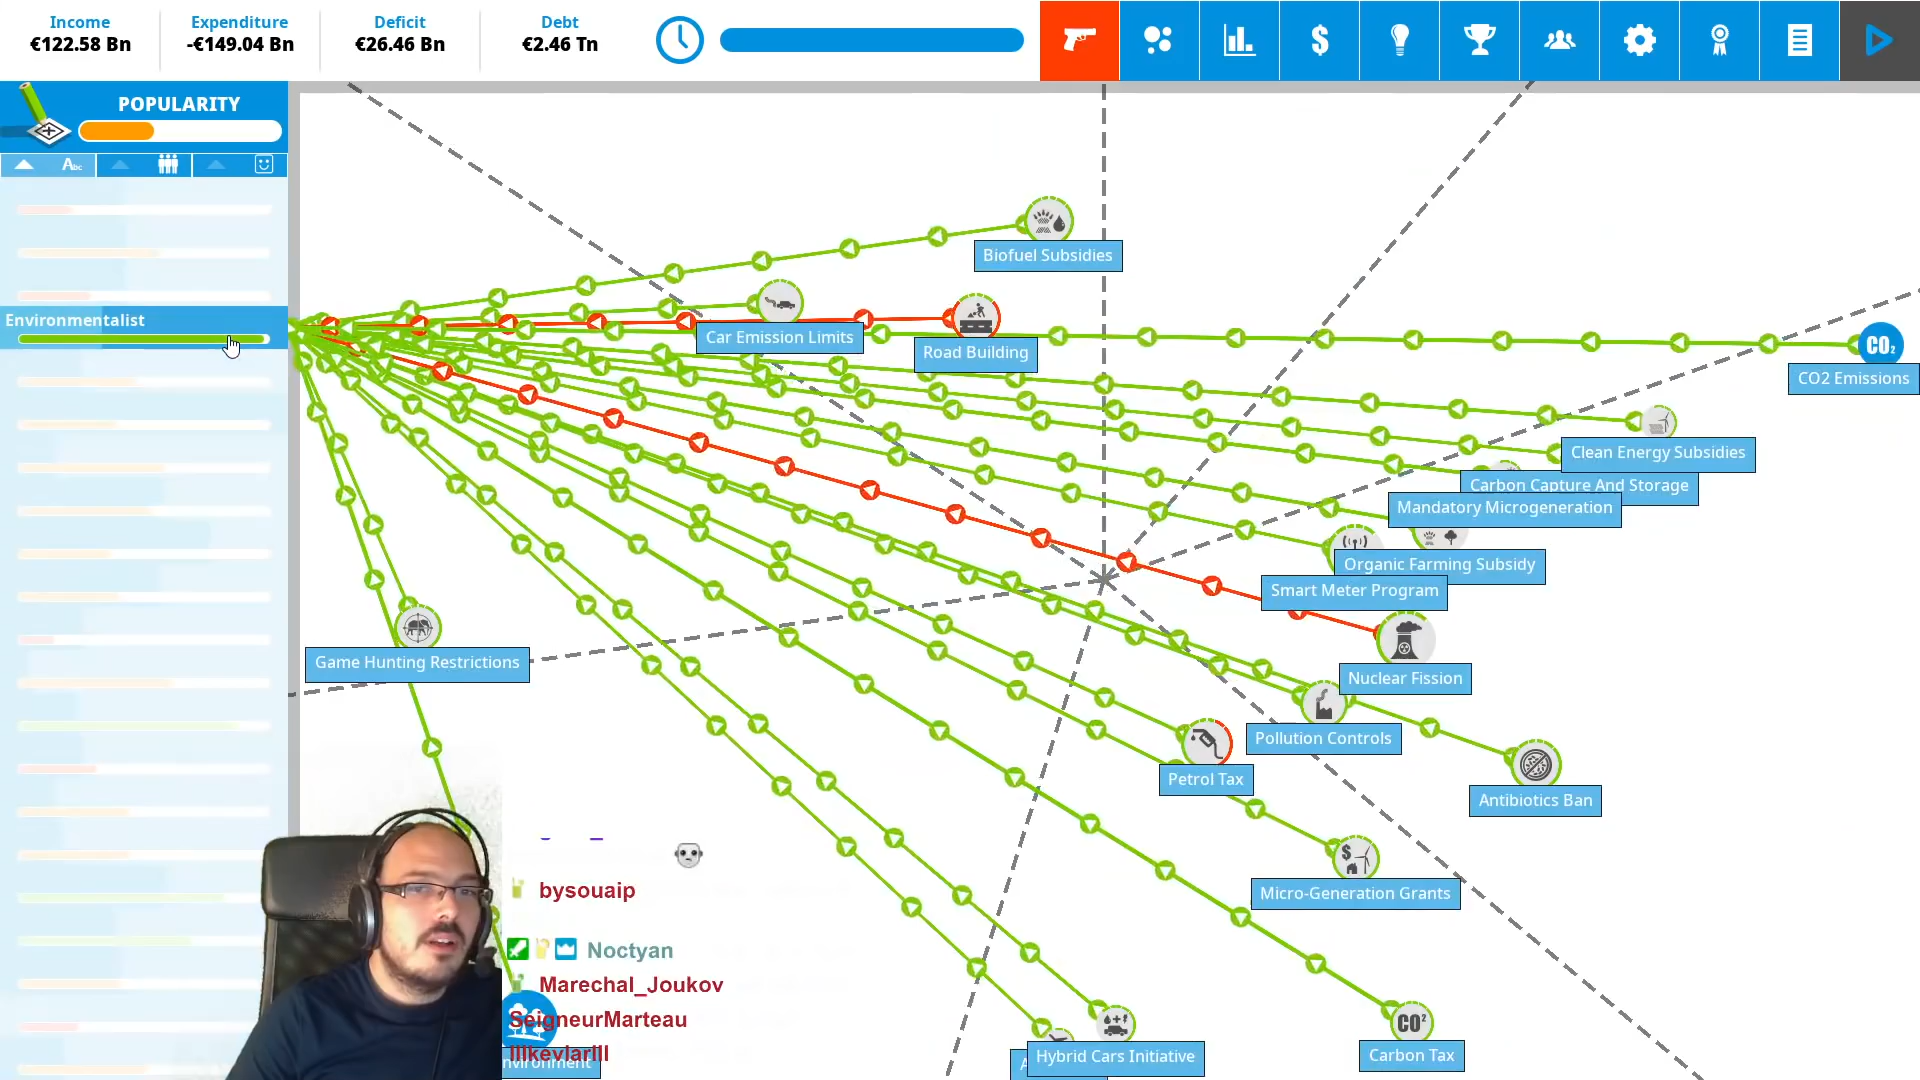 Income
€122.58 Bn
Expenditure
-€149.04 Bn
Deficit
€26.46 Bn
Debt
€2.46 Tn
POPULARITY
Abc
Environmentalist
Biofuel Subsidies
Car Emission Limits
Road Building
CO₂
CO2 Emissions
Clean Energy Subsidies
Carbon Capture And Storage
Mandatory Microgeneration
Organic Farming Subsidy
Smart Meter Program
Game Hunting Restrictions
Nuclear Fission
Pollution Controls
Petrol Tax
Antibiotics Ban
Micro-Generation Grants
bysouaip
Noctyan
Marechal_Joukov
SeigneurMarteau
lllkevlarlll
Hybrid Cars Initiative
CO²
Carbon Tax